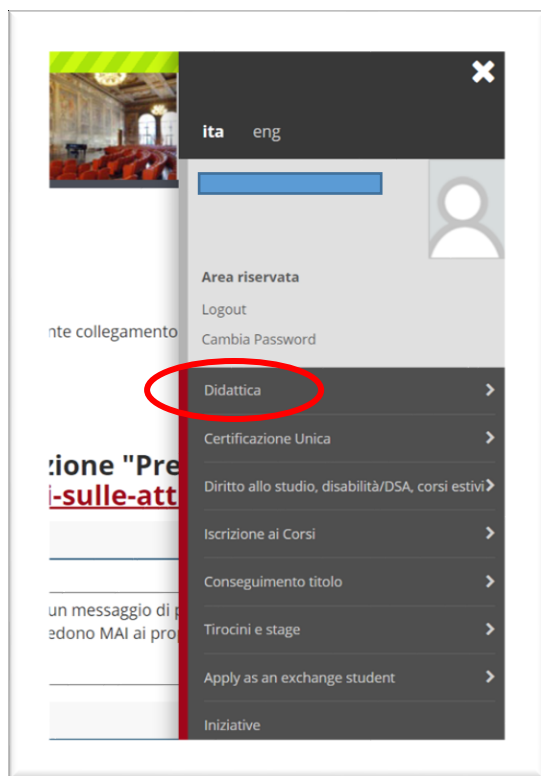 ita eng
Area riservata
Logout
nte collegamento
Cambia Password
Didattica
Certificazione Unica
zione "Pre
i-sulle-att
Diritto allo studio, disabilità/DSA, corsi estivi
Iscrizione ai Corsi
Conseguimento titolo
un messaggio di p
edono MAI ai prop
Tirocini e stage
Apply as an exchange student
Iniziative